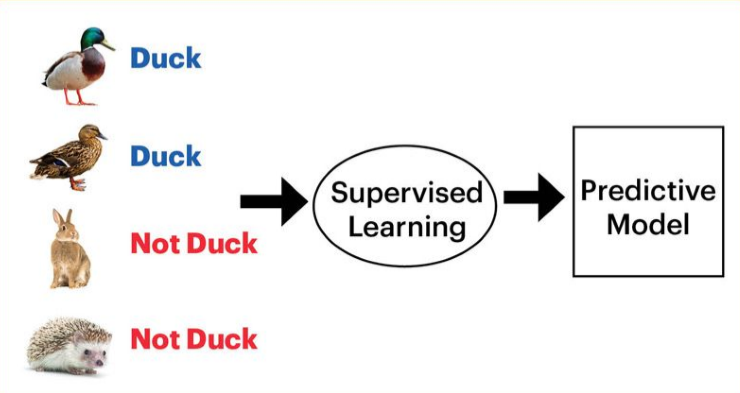 Duck
Duck
Not Duck
Not Duck
Supervised
Learning
Predictive
Model